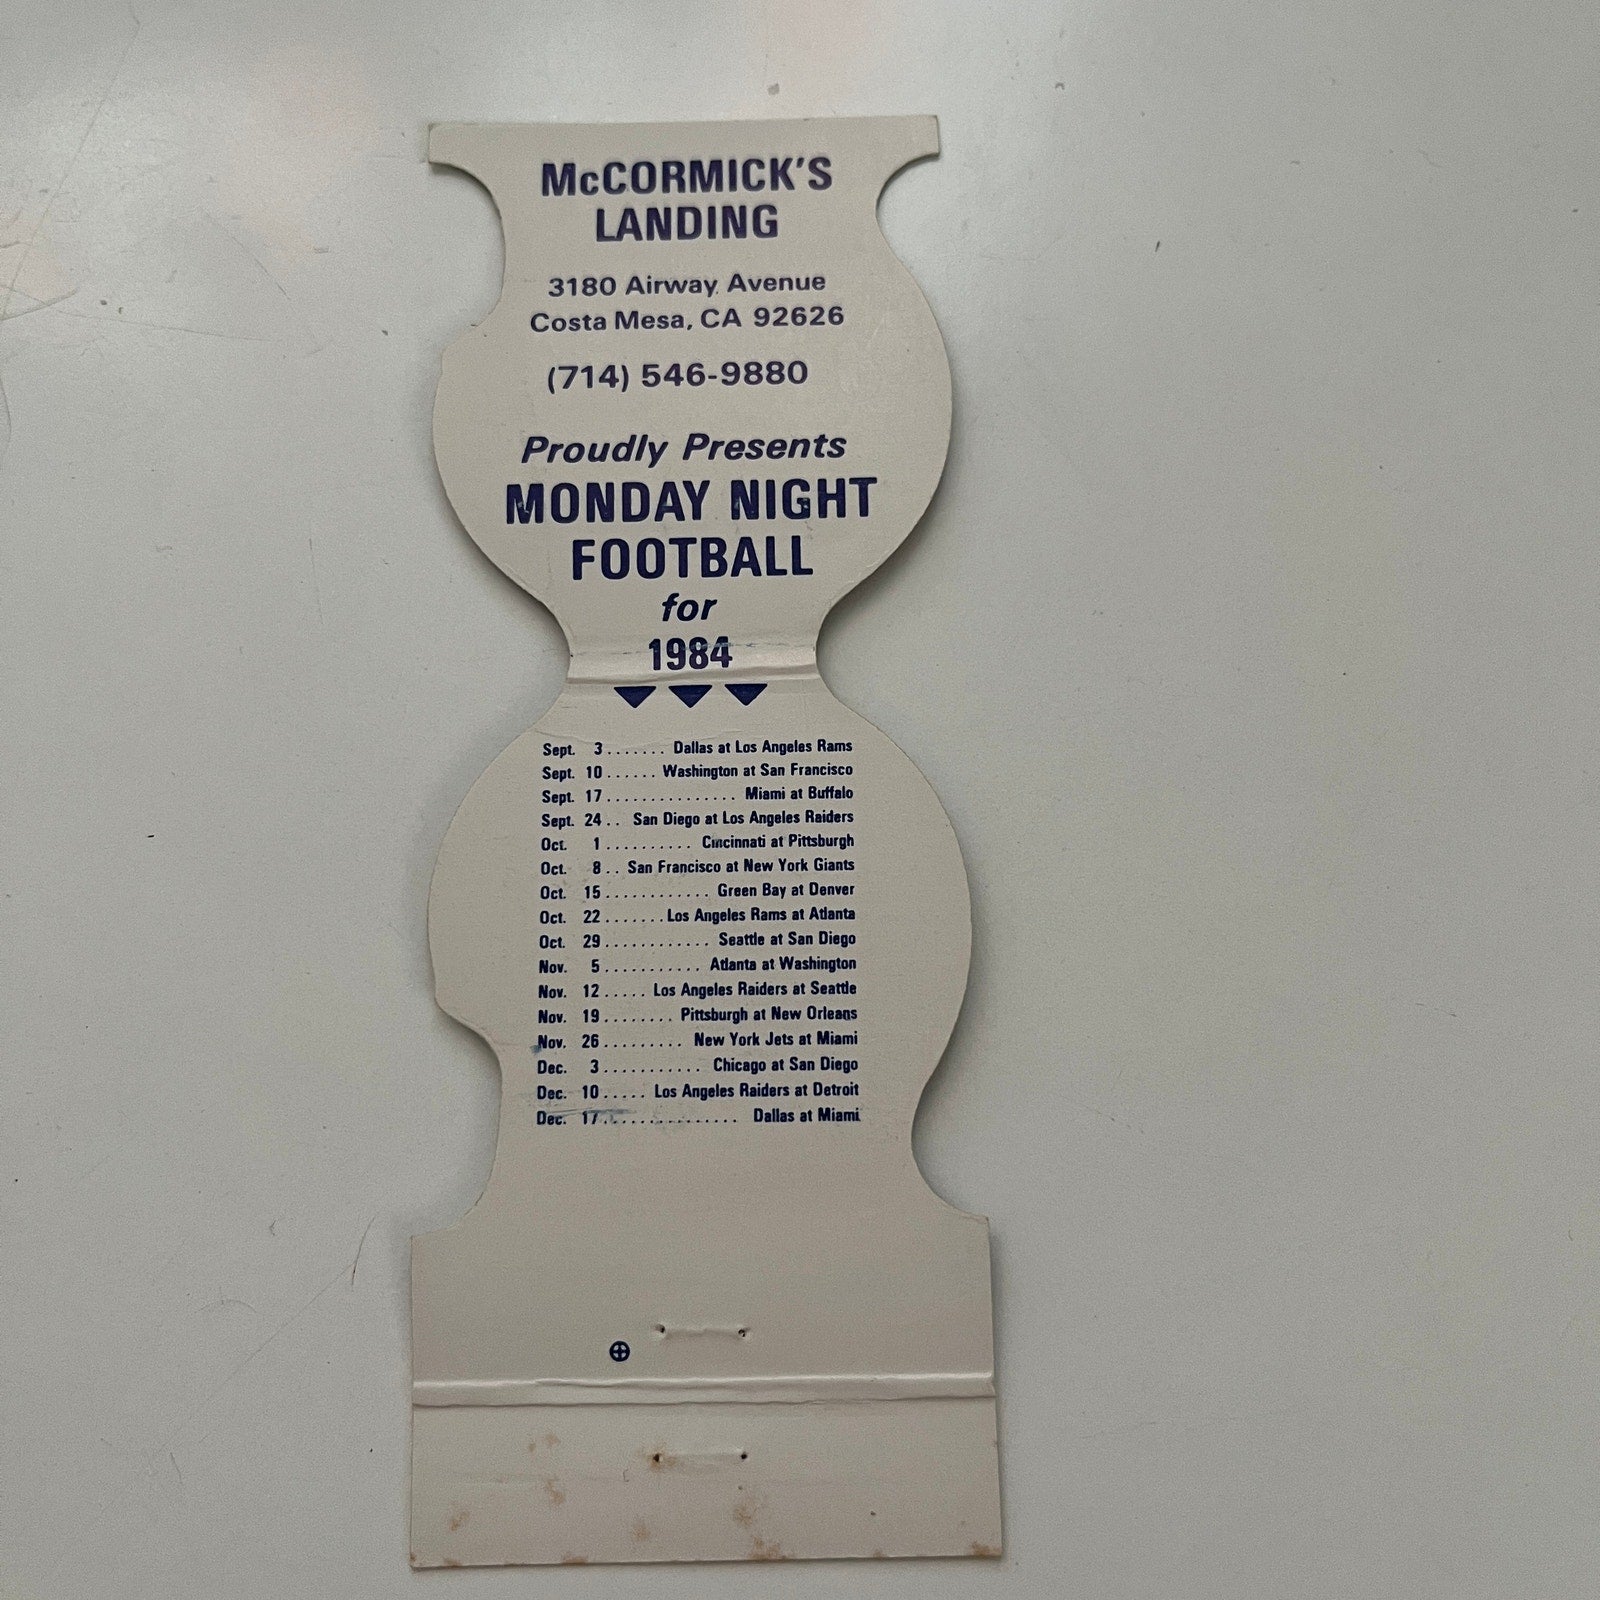 McCORMICK'S
LANDING
3180 Airway Avenue
Costa Mesa, CA 92626
(714) 546-9880
Proudly Presents
MONDAY NIGHT
FOOTBALL
for
1984
Sept. 3....... Dallas at Los Angeles Rams
Sept. 10...... Washington at San Francisco
Sept. 17............... Miami at Buffalo
Sept. 24.. San Diego at Los Angeles Raiders
Oct. 1.......... Cincinnati at Pittsburgh
Oct. 8.. San Francisco at New York Giants
Oct. 15............ Green Bay at Denver
Oct. 22.......Los Angeles Rams at Atlanta
Oct. 29............ Seattle at San Diego
Nov. 5........... Atlanta at Washington
Nov. 12..... Los Angeles Raiders at Seattle
Nov. 19........ Pittsburgh at New Orleans
Nov. 26......... New York Jets at Miami
Dec. 3........... Chicago at San Diego
Dec. 10..... Los Angeles Raiders at Detroit
Dec. 17............... Dallas at Miami